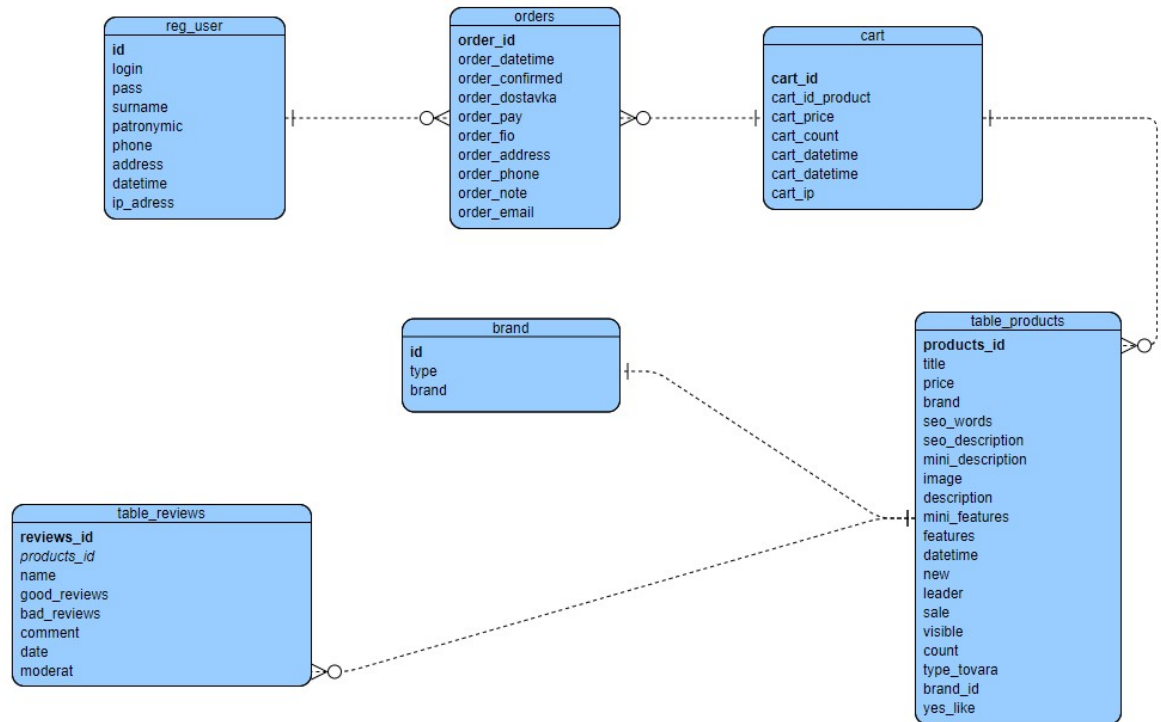 reg_user
id
login
pass
surname
patronymic
phone
address
datetime
ip_adress
orders
order_id
order_datetime
order_confirmed
order_dostavka
order_pay
order_fio
order_address
order_phone
order_note
order_email
cart
cart_id
cart_id_product
cart_price
cart_count
cart_datetime
cart_datetime
cart_ip
brand
id
type
brand
table_products
products_id
title
price
brand
seo_words
seo_description
mini_description
image
description
mini_features
features
datetime
new
leader
sale
visible
count
type_tovara
brand_id
yes_like
table_reviews
reviews_id
products_id
name
good_reviews
bad_reviews
comment
date
moderat